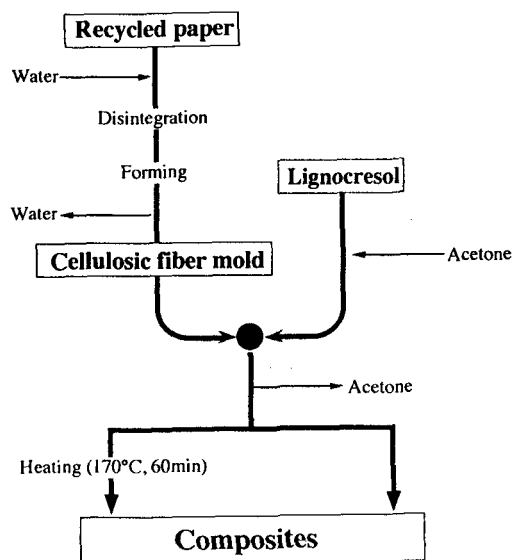 Recycled paper
Water
Disintegration
Forming
Lignocresol
Water
Cellulosic fiber mold
Acetone
Acetone
Heating (170°C, 60min)
Composites